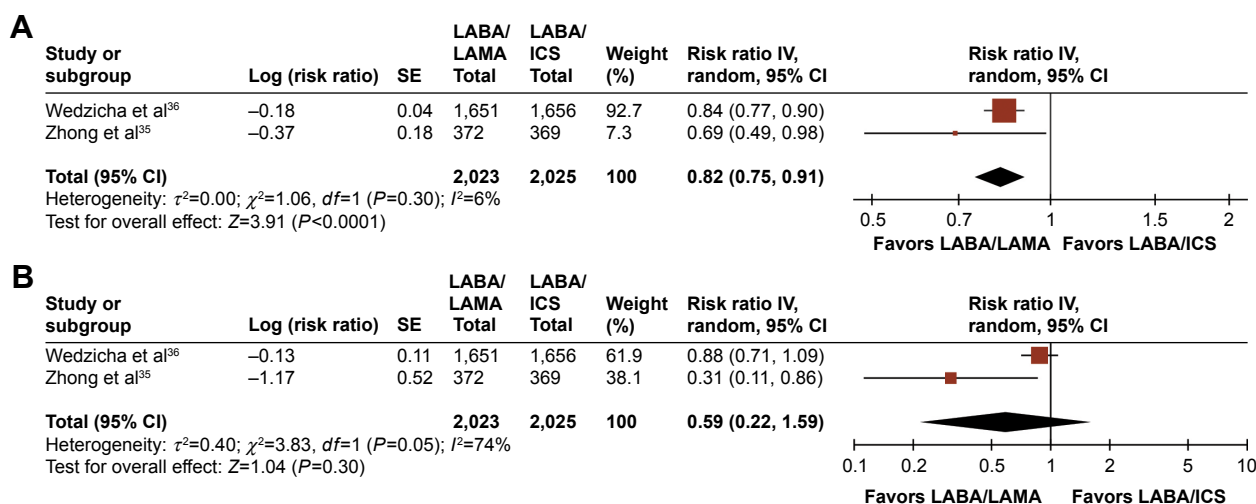 A
Study or subgroup Log (risk ratio) SE LABA/LAMA Total LABA/ICS Total Weight (%) Risk ratio IV, random, 95% CI Risk ratio IV, random, 95% CI
Wedzicha et al³⁶ –0.18 0.04 1,651 1,656 92.7 0.84 (0.77, 0.90)
Zhong et al³⁵ –0.37 0.18 372 369 7.3 0.69 (0.49, 0.98)
Total (95% CI) 2,023 2,025 100 0.82 (0.75, 0.91)
Heterogeneity: τ²=0.00; χ²=1.06, df=1 (P=0.30); I²=6%
Test for overall effect: Z=3.91 (P<0.0001)
0.5 0.7 1 1.5 2
Favors LABA/LAMA Favors LABA/ICS
B
Study or subgroup Log (risk ratio) SE LABA/LAMA Total LABA/ICS Total Weight (%) Risk ratio IV, random, 95% CI Risk ratio IV, random, 95% CI
Wedzicha et al³⁶ –0.13 0.11 1,651 1,656 61.9 0.88 (0.71, 1.09)
Zhong et al³⁵ –1.17 0.52 372 369 38.1 0.31 (0.11, 0.86)
Total (95% CI) 2,023 2,025 100 0.59 (0.22, 1.59)
Heterogeneity: τ²=0.40; χ²=3.83, df=1 (P=0.05); I²=74%
Test for overall effect: Z=1.04 (P=0.30)
0.1 0.2 0.5 1 2 5 10
Favors LABA/LAMA Favors LABA/ICS